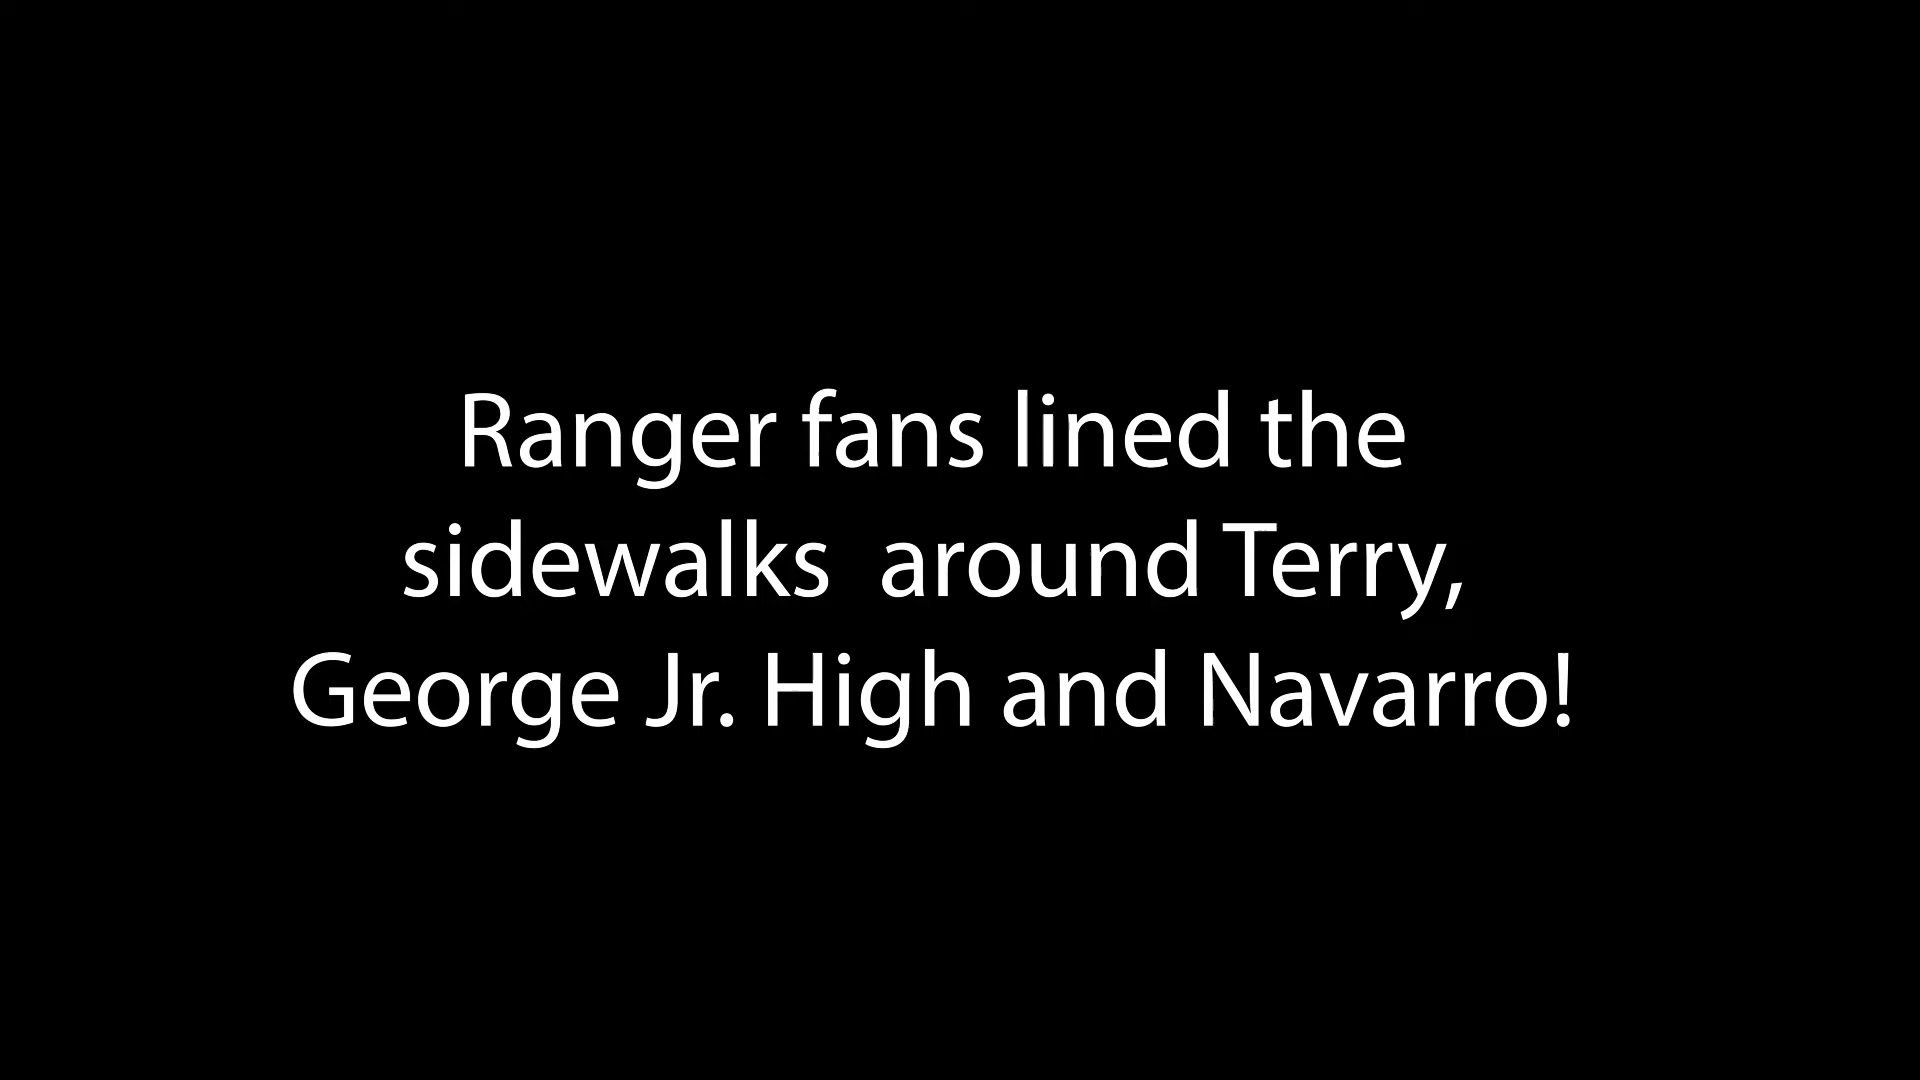 Ranger fans lined the
sidewalks  around Terry,
George Jr. High and Navarro!